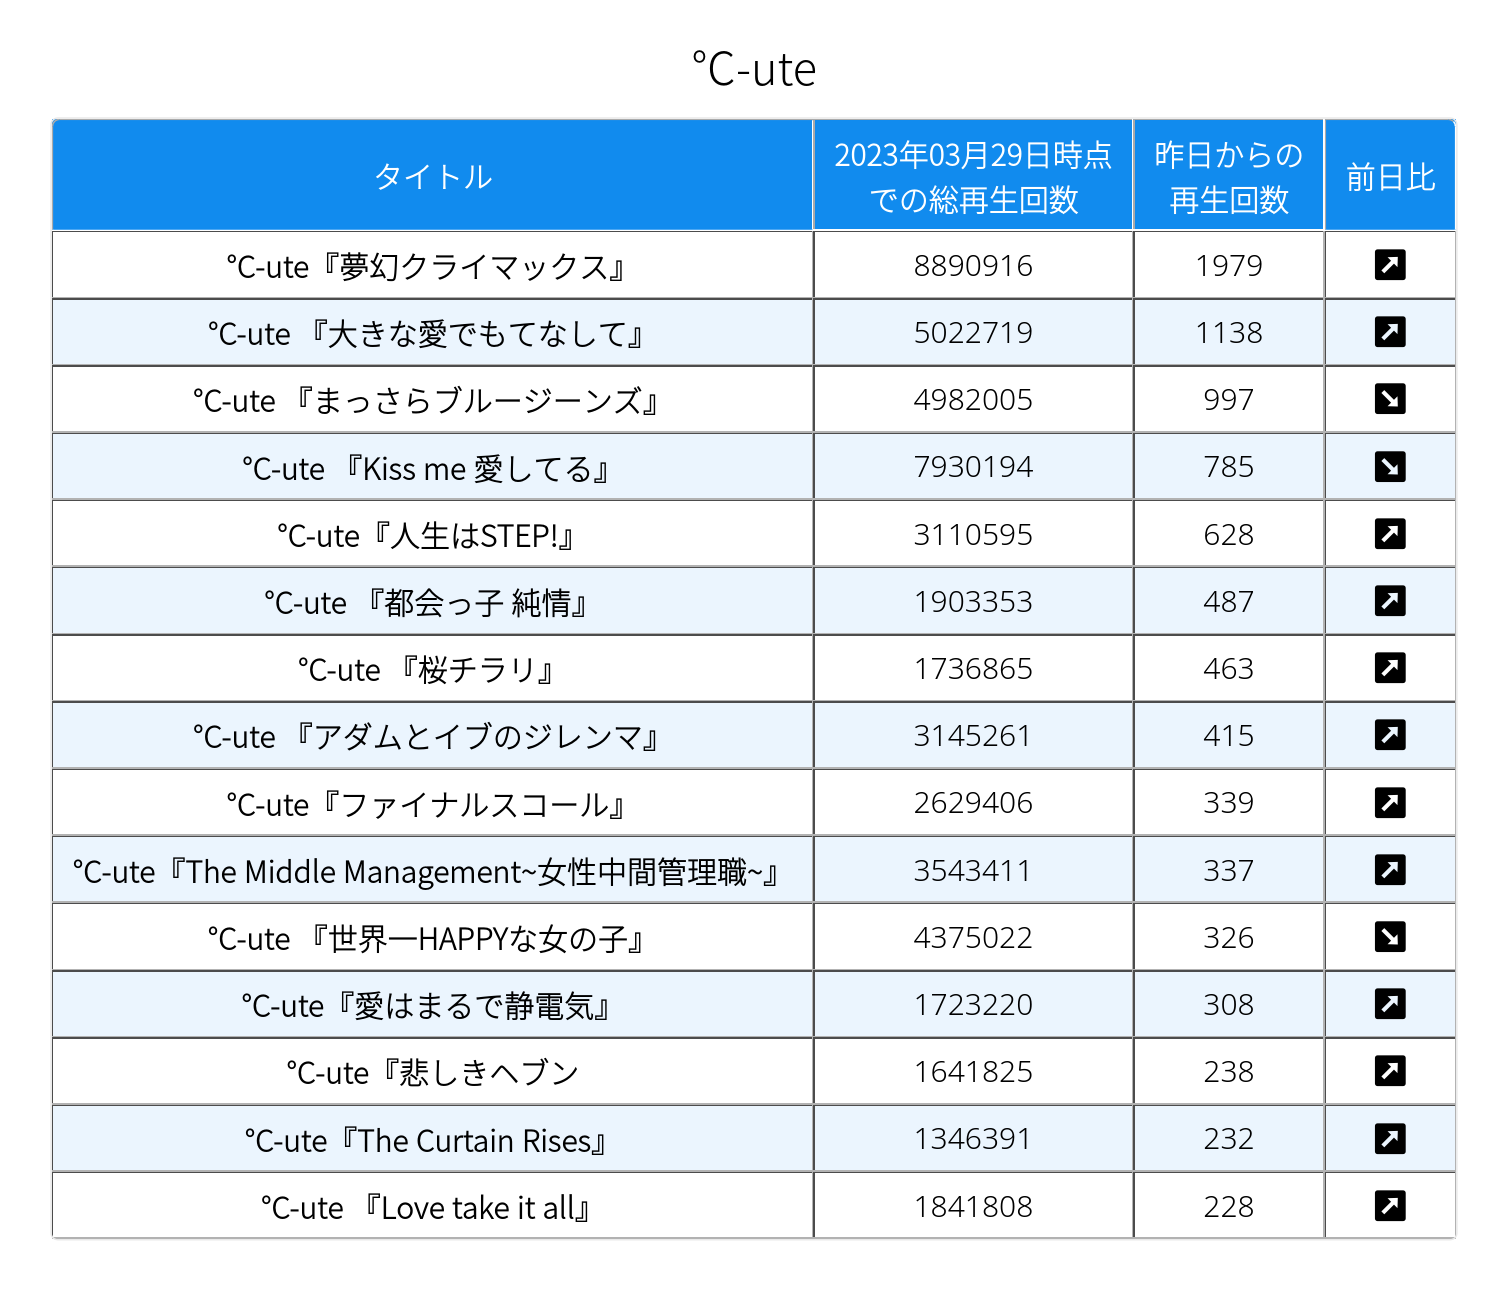 ℃-ute
タイトル
2023年03月29日時点
での総再生回数
昨日からの
再生回数
前日比
℃-ute『夢幻クライマックス』 8890916 1979 ↗
℃-ute 『大きな愛でもてなして』 5022719 1138 ↗
℃-ute 『まっさらブルージーンズ』 4982005 997 ↘
℃-ute 『Kiss me 愛してる』 7930194 785 ↘
℃-ute『人生はSTEP!』 3110595 628 ↗
℃-ute 『都会っ子 純情』 1903353 487 ↗
℃-ute 『桜チラリ』 1736865 463 ↗
℃-ute 『アダムとイブのジレンマ』 3145261 415 ↗
℃-ute『ファイナルスコール』 2629406 339 ↗
℃-ute『The Middle Management~女性中間管理職~』 3543411 337 ↗
℃-ute 『世界一HAPPYな女の子』 4375022 326 ↘
℃-ute『愛はまるで静電気』 1723220 308 ↗
℃-ute『悲しきヘブン 1641825 238 ↗
℃-ute『The Curtain Rises』 1346391 232 ↗
℃-ute 『Love take it all』 1841808 228 ↗